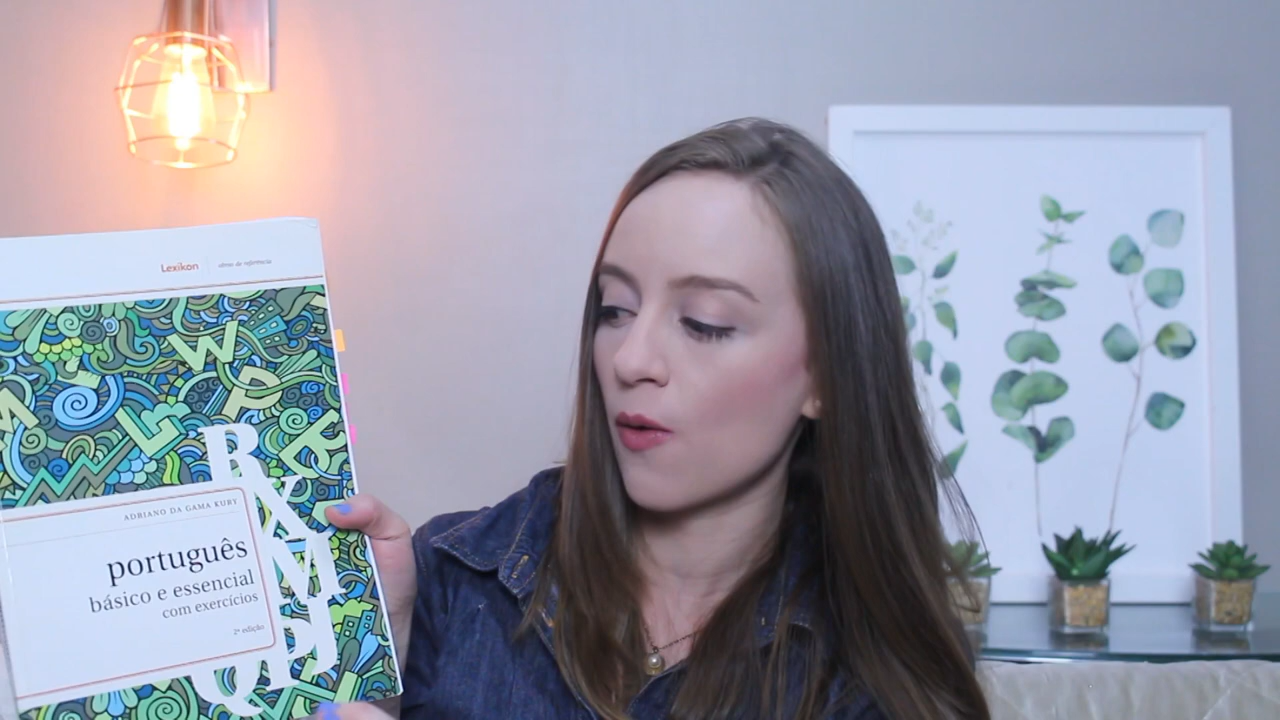 Lexikon obras de referência
ADRIANO DA GAMA KURY
português
básico e essencial
com exercícios
2ª edição